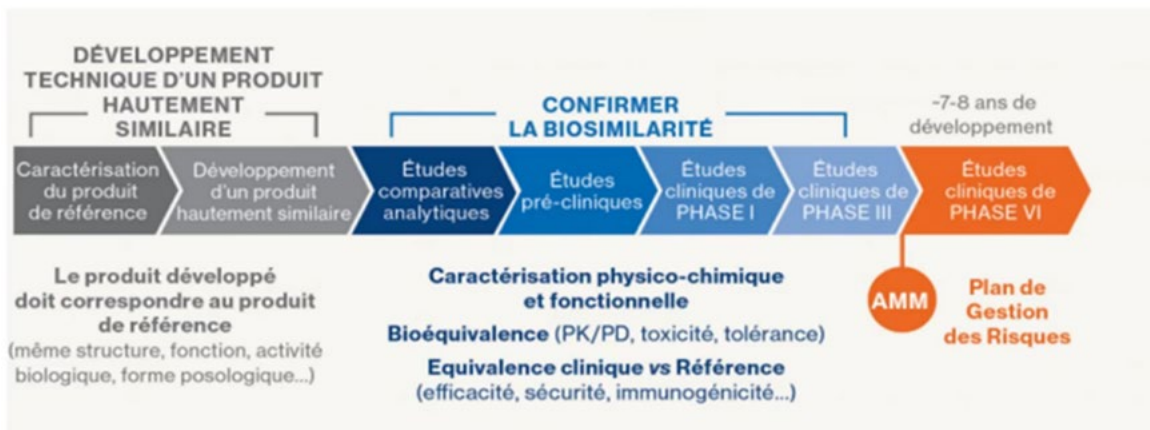 DÉVELOPPEMENT
TECHNIQUE D'UN PRODUIT
HAUTEMENT
SIMILAIRE
CONFIRMER
LA BIOSIMILARITÉ
~7-8 ans de
développement
Caractérisation
du produit
de référence
Développement
d'un produit
hautement similaire
Études
comparatives
analytiques
Études
pré-cliniques
Études
cliniques de
PHASE I
Études
cliniques de
PHASE III
Études
cliniques de
PHASE VI
Le produit développé
doit correspondre au produit
de référence
(même structure, fonction, activité
biologique, forme posologique...)
Caractérisation physico-chimique
et fonctionnelle
Bioéquivalence (PK/PD, toxicité, tolérance)
Equivalence clinique vs Référence
(efficacité, sécurité, immunogénicité...)
AMM
Plan de
Gestion
des Risques